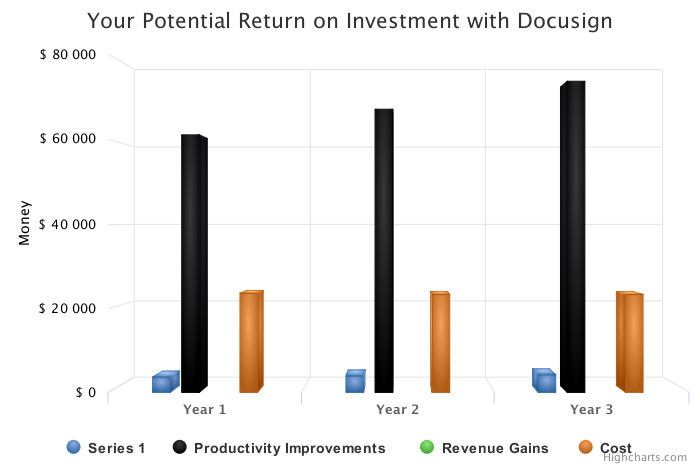 Your Potential Return on Investment with Docusign
$ 80 000
$ 60 000
$ 40 000
$ 20 000
$ 0
Money
Year 1 Year 2 Year 3
Series 1 Productivity Improvements Revenue Gains Cost
Highcharts.com